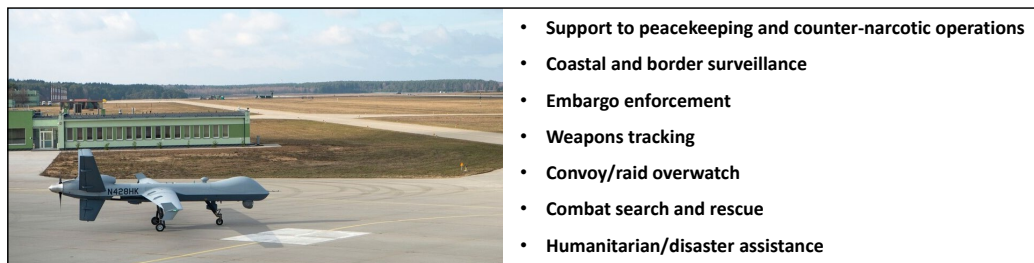 N428HK
• Support to peacekeeping and counter-narcotic operations
• Coastal and border surveillance
• Embargo enforcement
• Weapons tracking
• Convoy/raid overwatch
• Combat search and rescue
• Humanitarian/disaster assistance